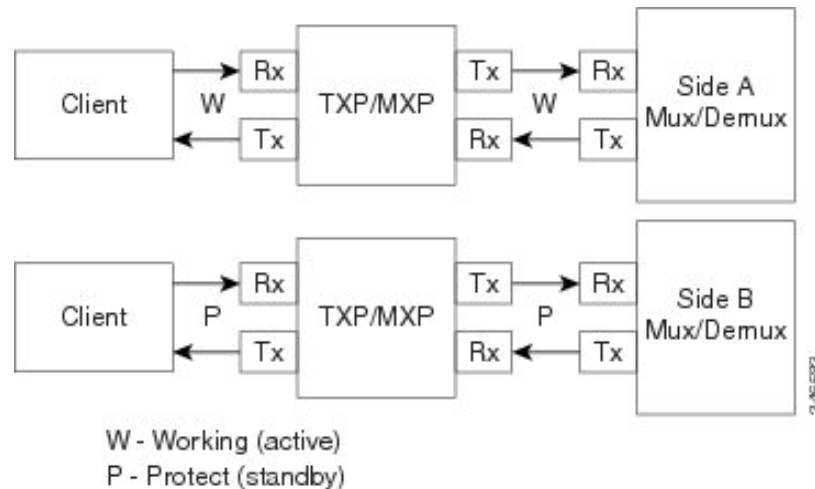 Rx
Tx
Rx
Client
W
TXP/MXP
W
Side A
Mux/Demux
Tx
Rx
Tx
Rx
Tx
Rx
Client
P
TXP/MXP
P
Side B
Mux/Demux
Tx
Rx
Tx
W - Working (active)
P - Protect (standby)